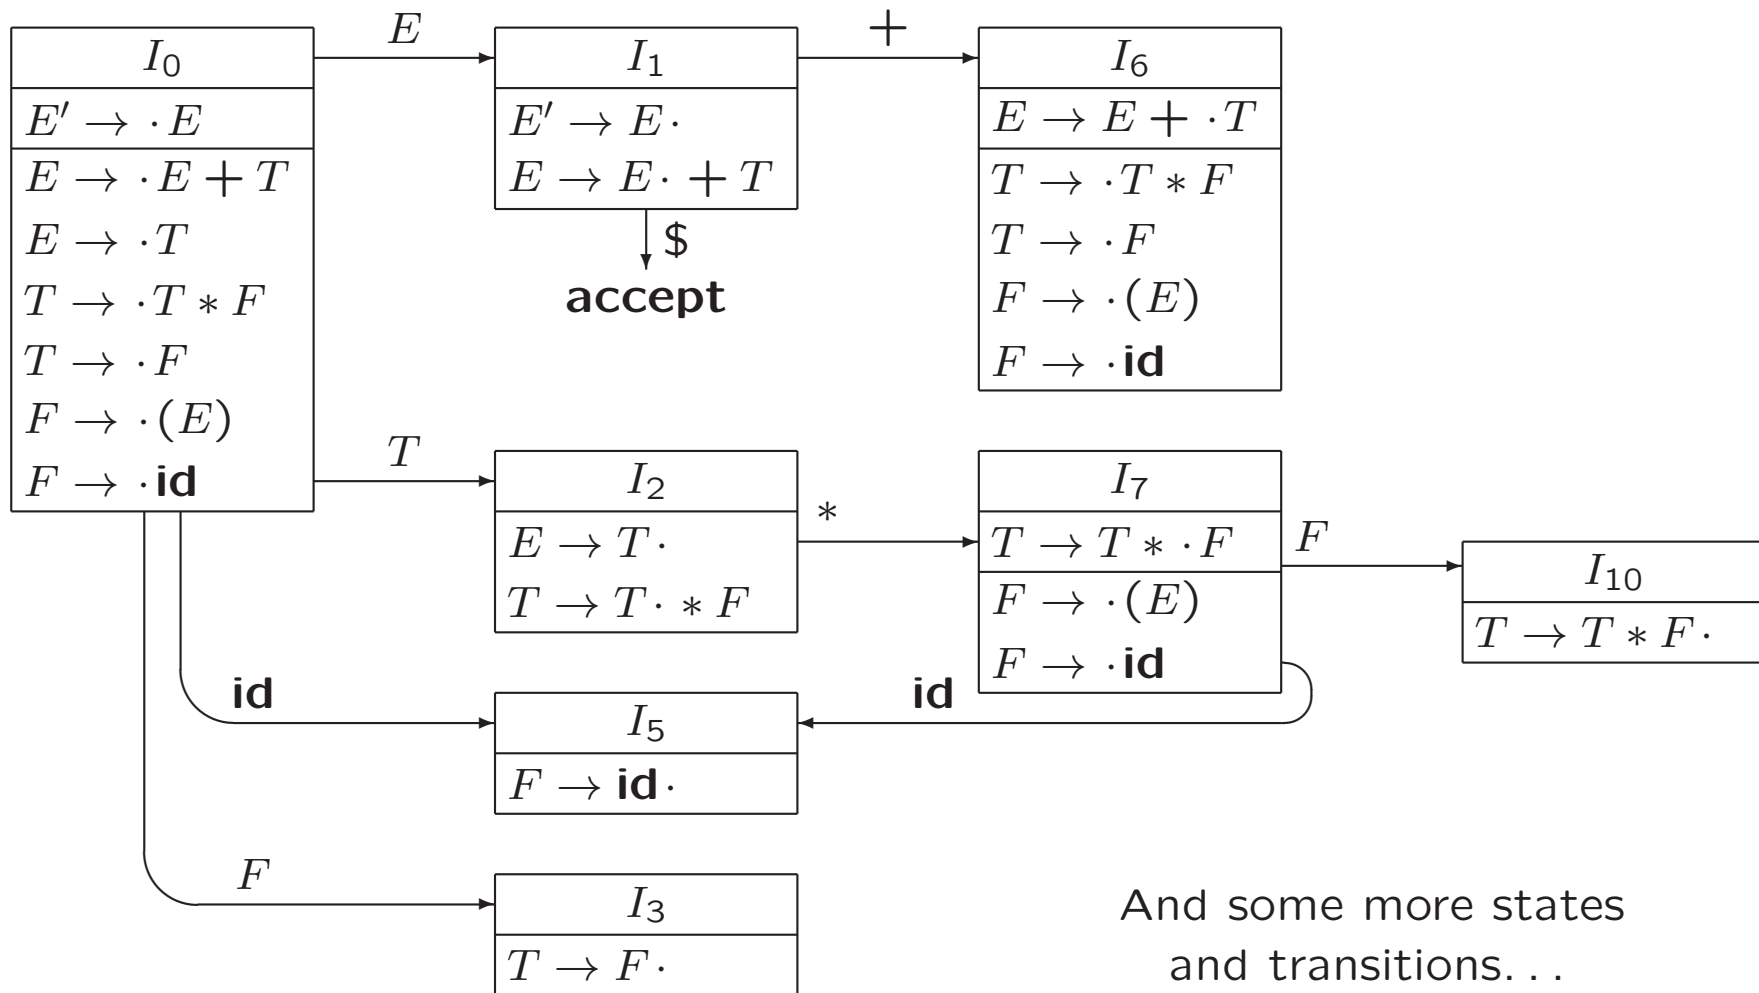 I₀
E′ → · E
E → · E + T
E → · T
T → · T ∗ F
T → · F
F → · (E)
F → · id
E
I₁
E′ → E ·
E → E · + T
$
accept
+
I₆
E → E + · T
T → · T ∗ F
T → · F
F → · (E)
F → · id
T
I₂
E → T ·
T → T · ∗ F
∗
I₇
T → T ∗ · F
F → · (E)
F → · id
F
I₁₀
T → T ∗ F ·
id
id
I₅
F → id ·
F
I₃
T → F ·
And some more states
and transitions. . .